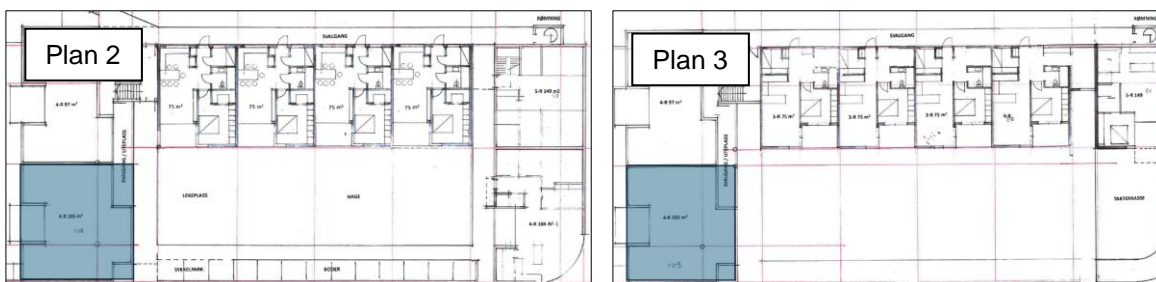 Plan 2
RØMNING
SVALGANG
4-R 97 m²
75 m²
75 m²
75 m²
75 m²
5-R 149 m2
SVALGANG / UTEPLASS
LEKEPLASS
HAGE
4-R 105 m²
4-R 104 m²
SYKKELPARK.
BODER
Plan 3
RØMNING
SVALGANG
4-R 97 m²
3-R 75 m²
3-R 75 m²
3-R 75 m²
4-R
5-R 149
SVALGANG / UTEPLASS
4-R 105 m²
TAKTERRASSE